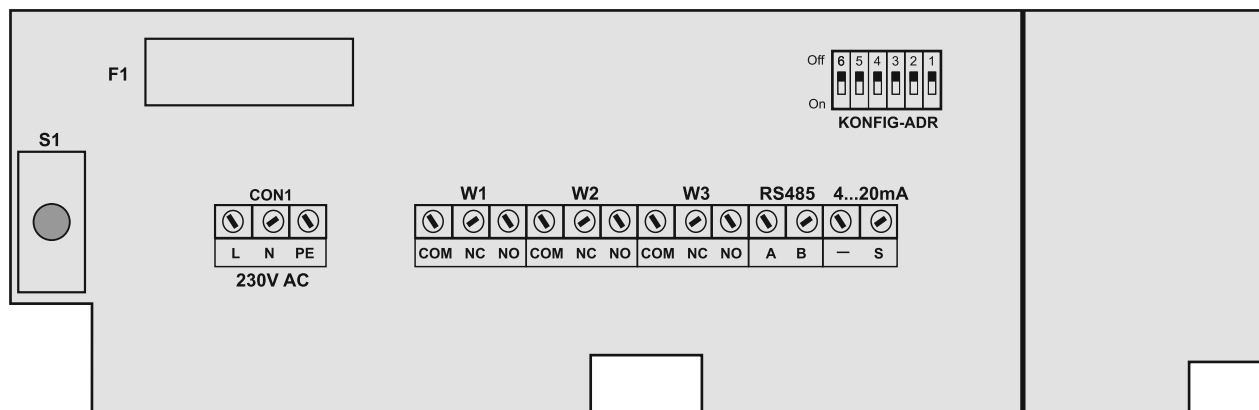 F1
Off 6 5 4 3 2 1
On
KONFIG-ADR
S1
CON1
W1 W2 W3 RS485 4...20mA
L N PE
COM NC NO COM NC NO COM NC NO A B — S
230V AC